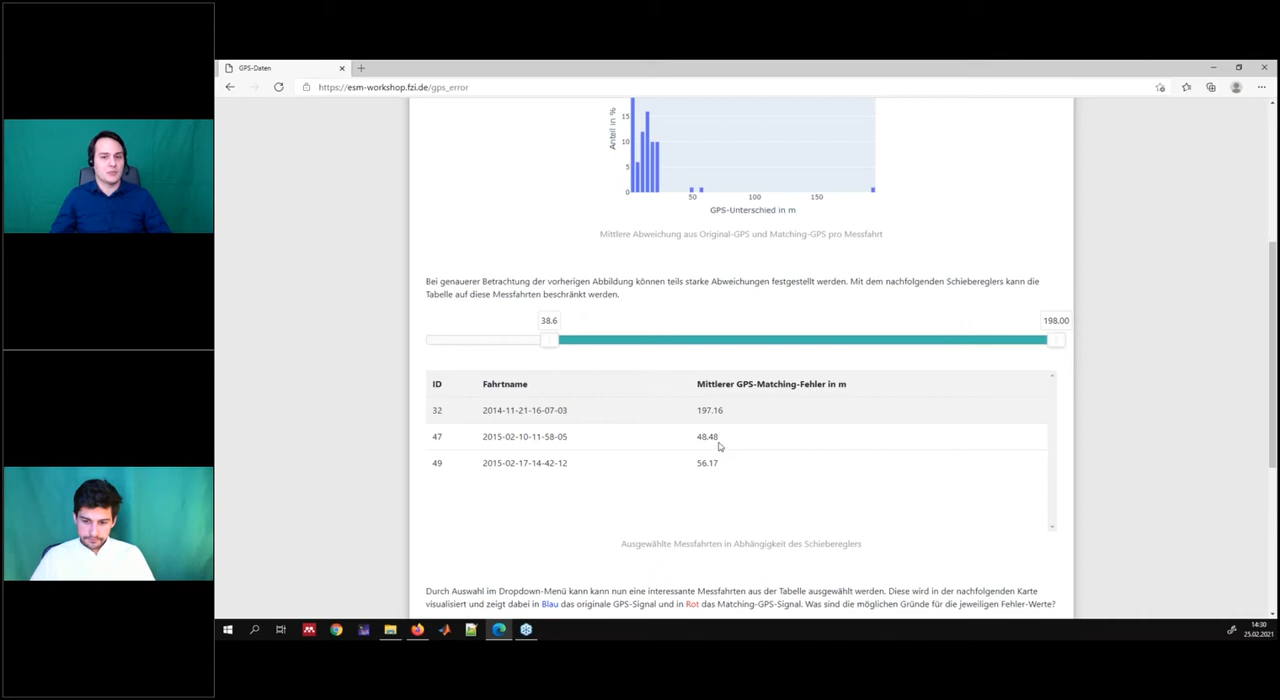 GPS-Daten
https://esm-workshop.fzi.de/gps_error
Anteil in %
15
10
5
0
50
100
150
GPS-Unterschied in m
Mittlere Abweichung aus Original-GPS und Matching-GPS pro Messfahrt
Bei genauerer Betrachtung der vorherigen Abbildung können teils starke Abweichungen festgestellt werden. Mit dem nachfolgenden Schiebereglers kann die
Tabelle auf diese Messfahrten beschränkt werden.
38.6
198.00
ID Fahrtname Mittlerer GPS-Matching-Fehler in m
32 2014-11-21-16-07-03 197.16
47 2015-02-10-11-58-05 48.48
49 2015-02-17-14-42-12 56.17
Ausgewählte Messfahrten in Abhängigkeit des Schiebereglers
Durch Auswahl im Dropdown-Menü kann kann nun eine interessante Messfahrten aus der Tabelle ausgewählt werden. Diese wird in der nachfolgenden Karte
visualisiert und zeigt dabei in Blau das originale GPS-Signal und in Rot das Matching-GPS-Signal. Was sind die möglichen Gründe für die jeweiligen Fehler-Werte?
14:30
25.02.2021